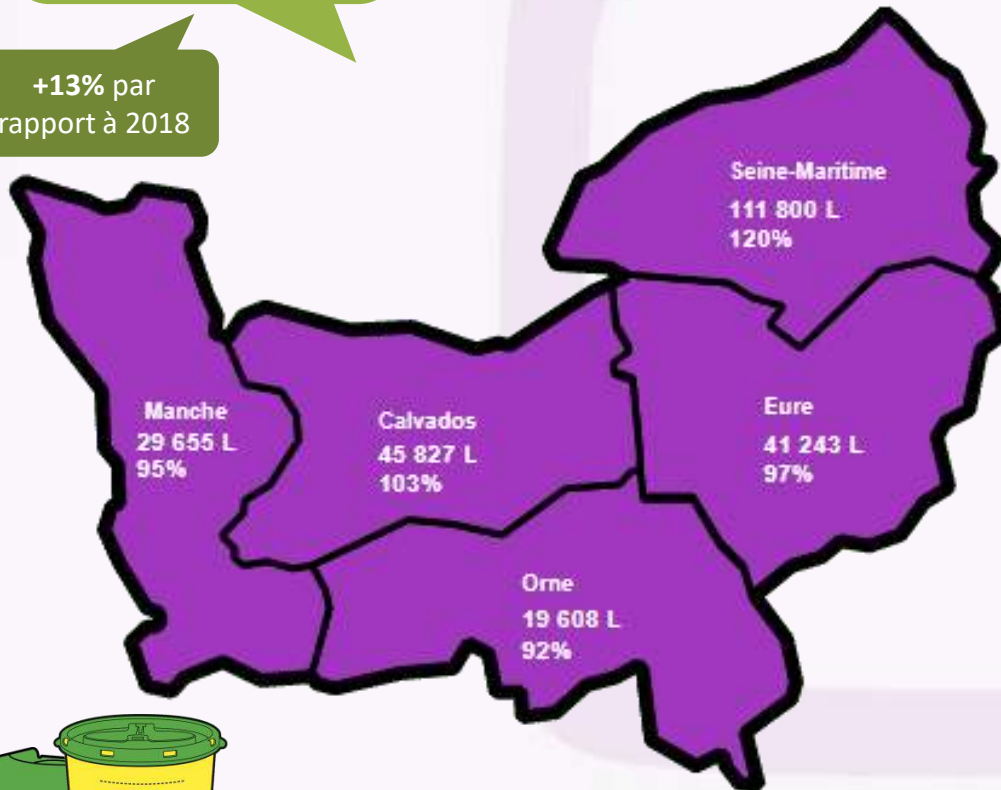 +13% par
rapport à 2018
Seine-Maritime
111 800 L
120%
Manche
29 655 L
95%
Calvados
45 827 L
103%
Eure
41 243 L
97%
Orne
19 608 L
92%